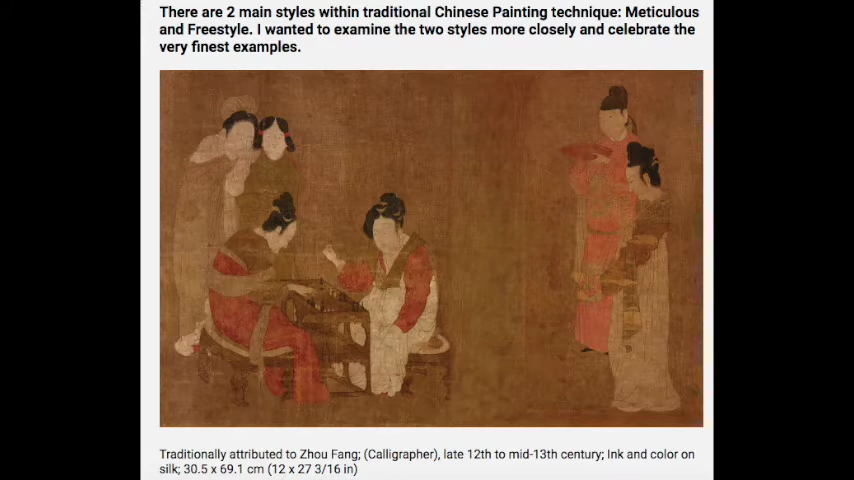 There are 2 main styles within traditional Chinese Painting technique: Meticulous
and Freestyle. I wanted to examine the two styles more closely and celebrate the
very finest examples.
Traditionally attributed to Zhou Fang; (Calligrapher), late 12th to mid-13th century; Ink and color on
silk; 30.5 x 69.1 cm (12 x 27 3/16 in)